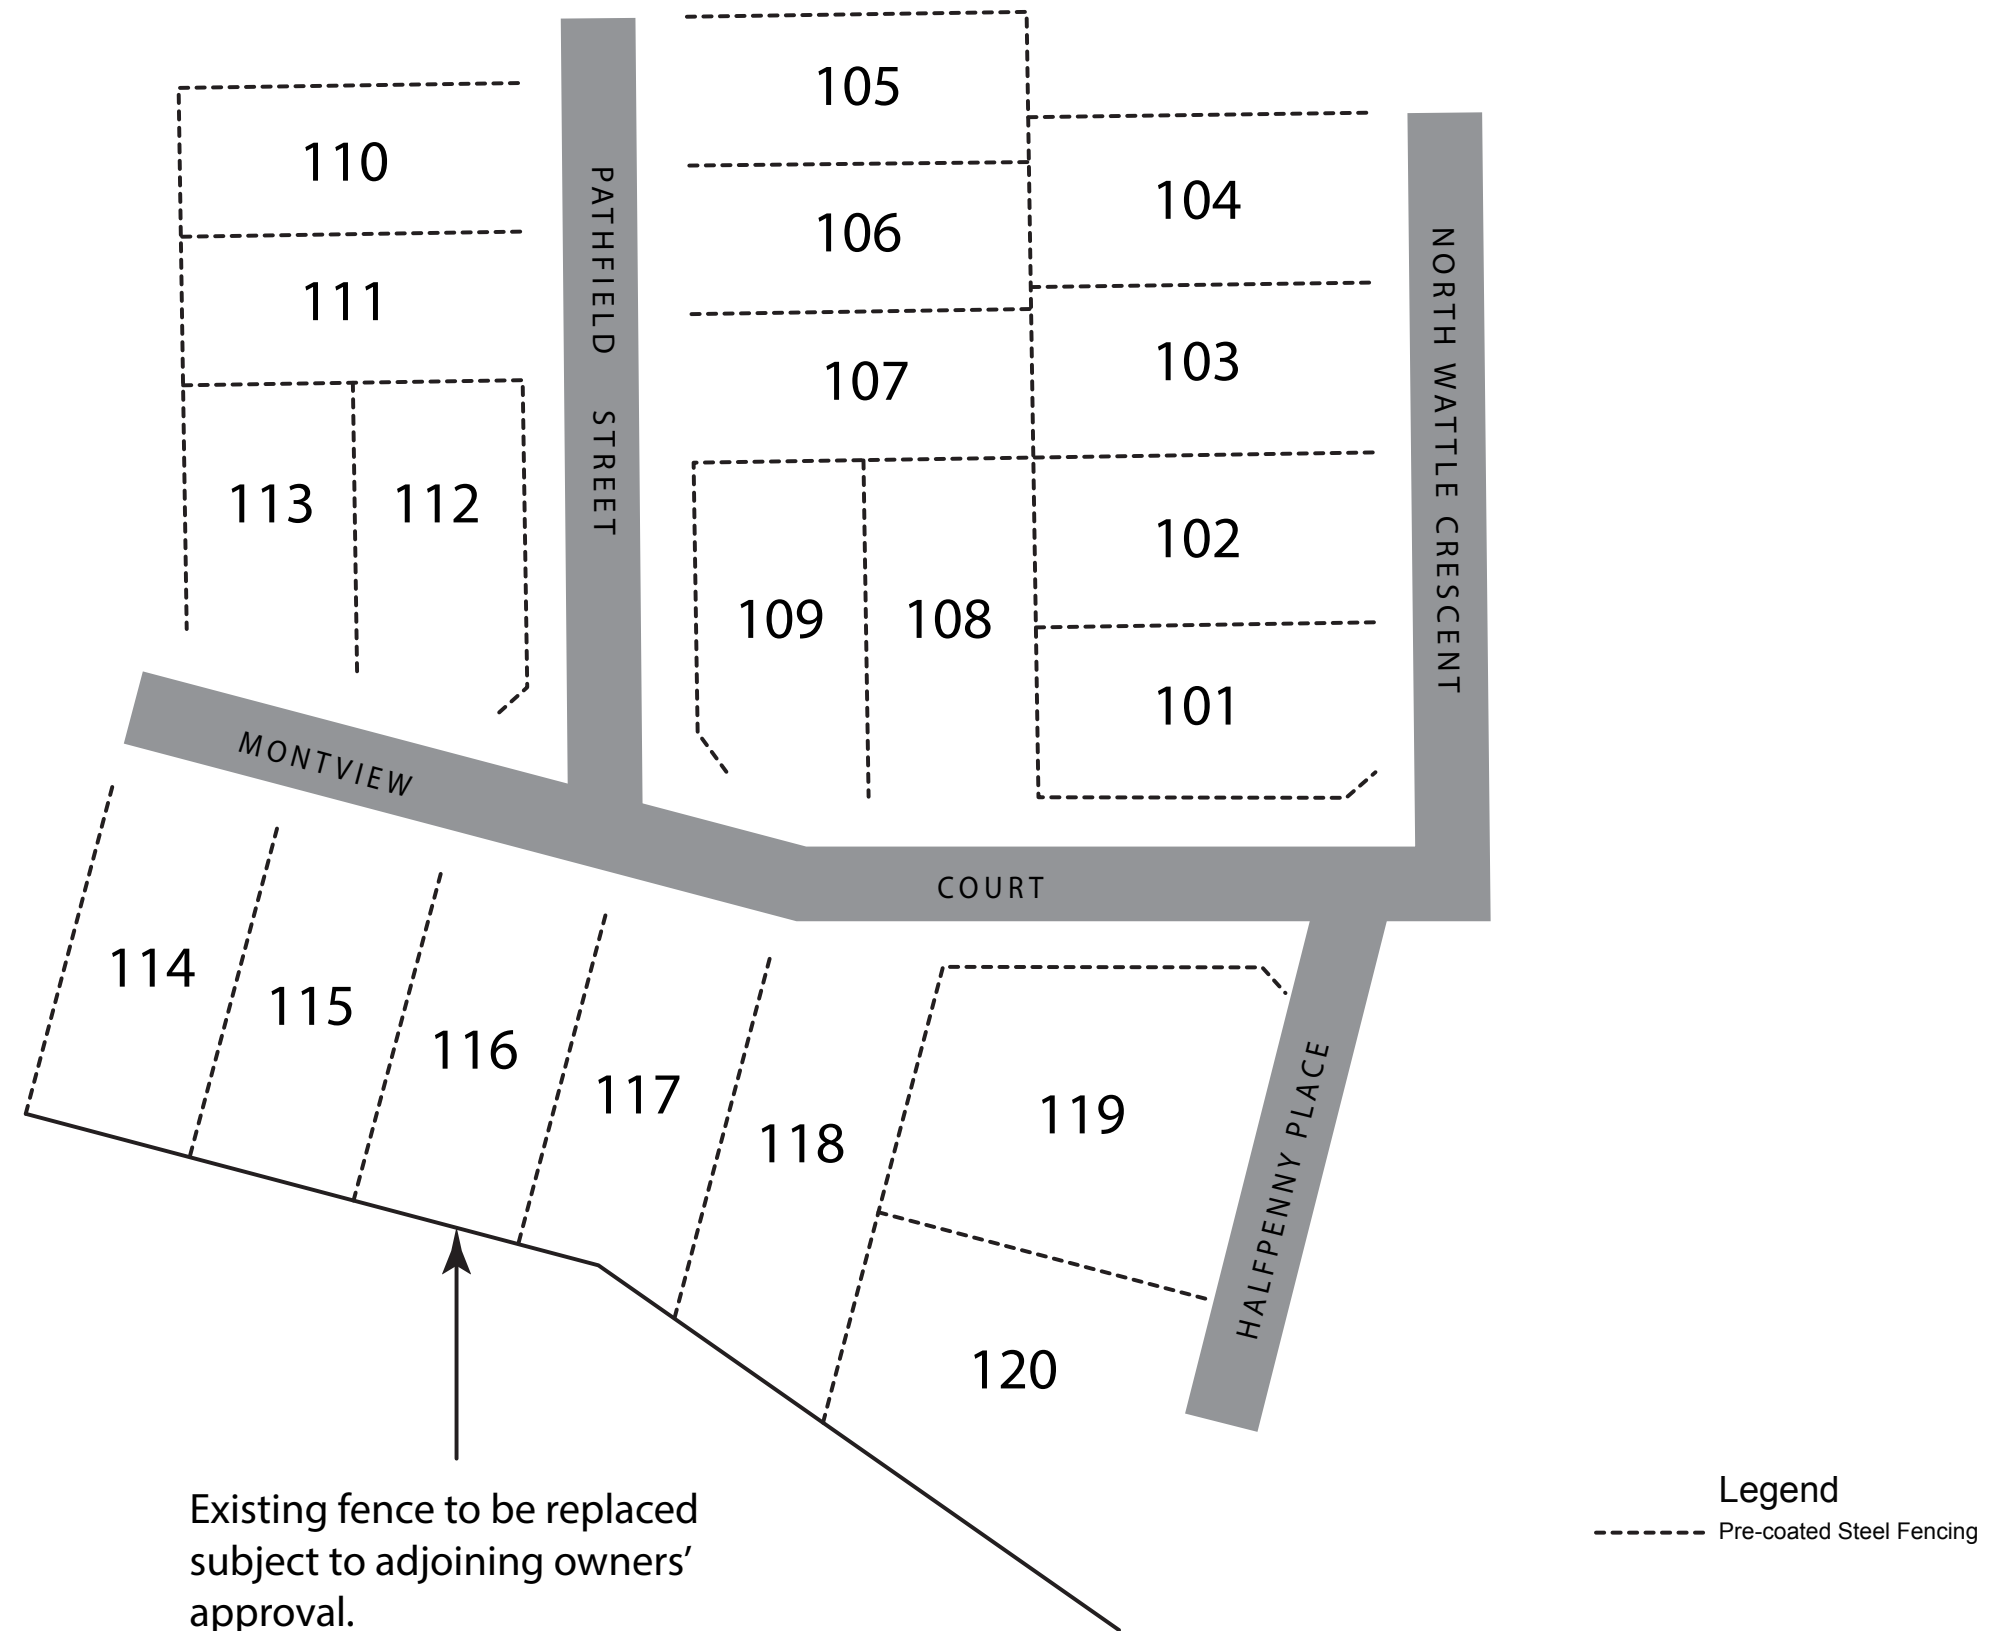 105
110
104
106
111
103
107
113
112
102
109
108
101
PATHFIELD STREET
NORTH WATTLE CRESCENT
MONTVIEW
COURT
114
115
116
117
118
119
HALFPENNY PLACE
120
Existing fence to be replaced
subject to adjoining owners’
approval.
Legend
Pre-coated Steel Fencing